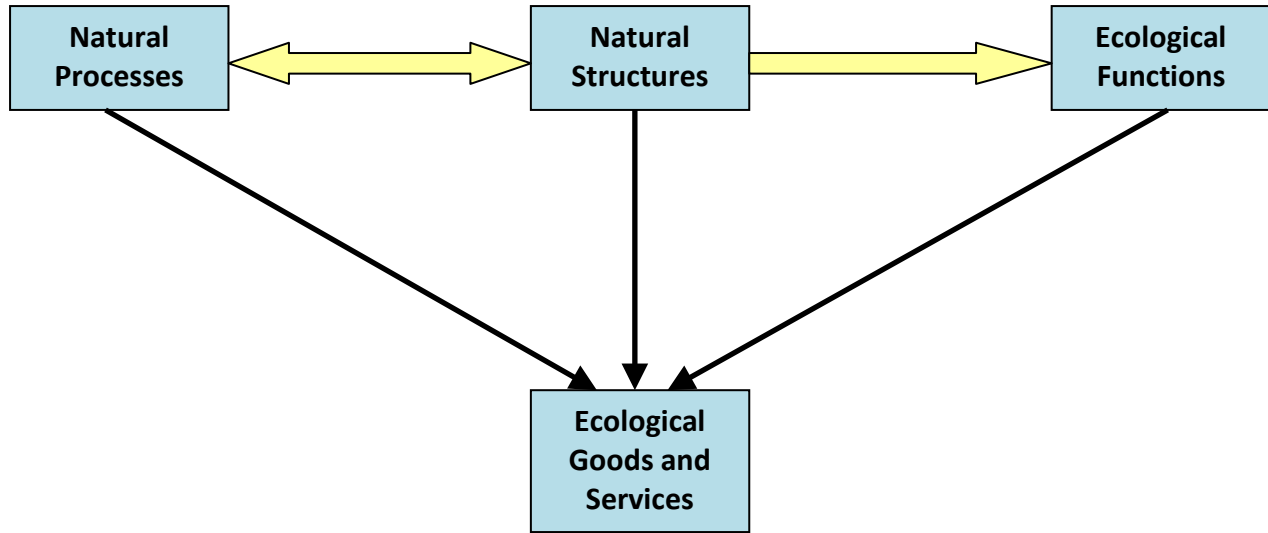 Natural
Processes
Natural
Structures
Ecological
Functions
Ecological
Goods and
Services